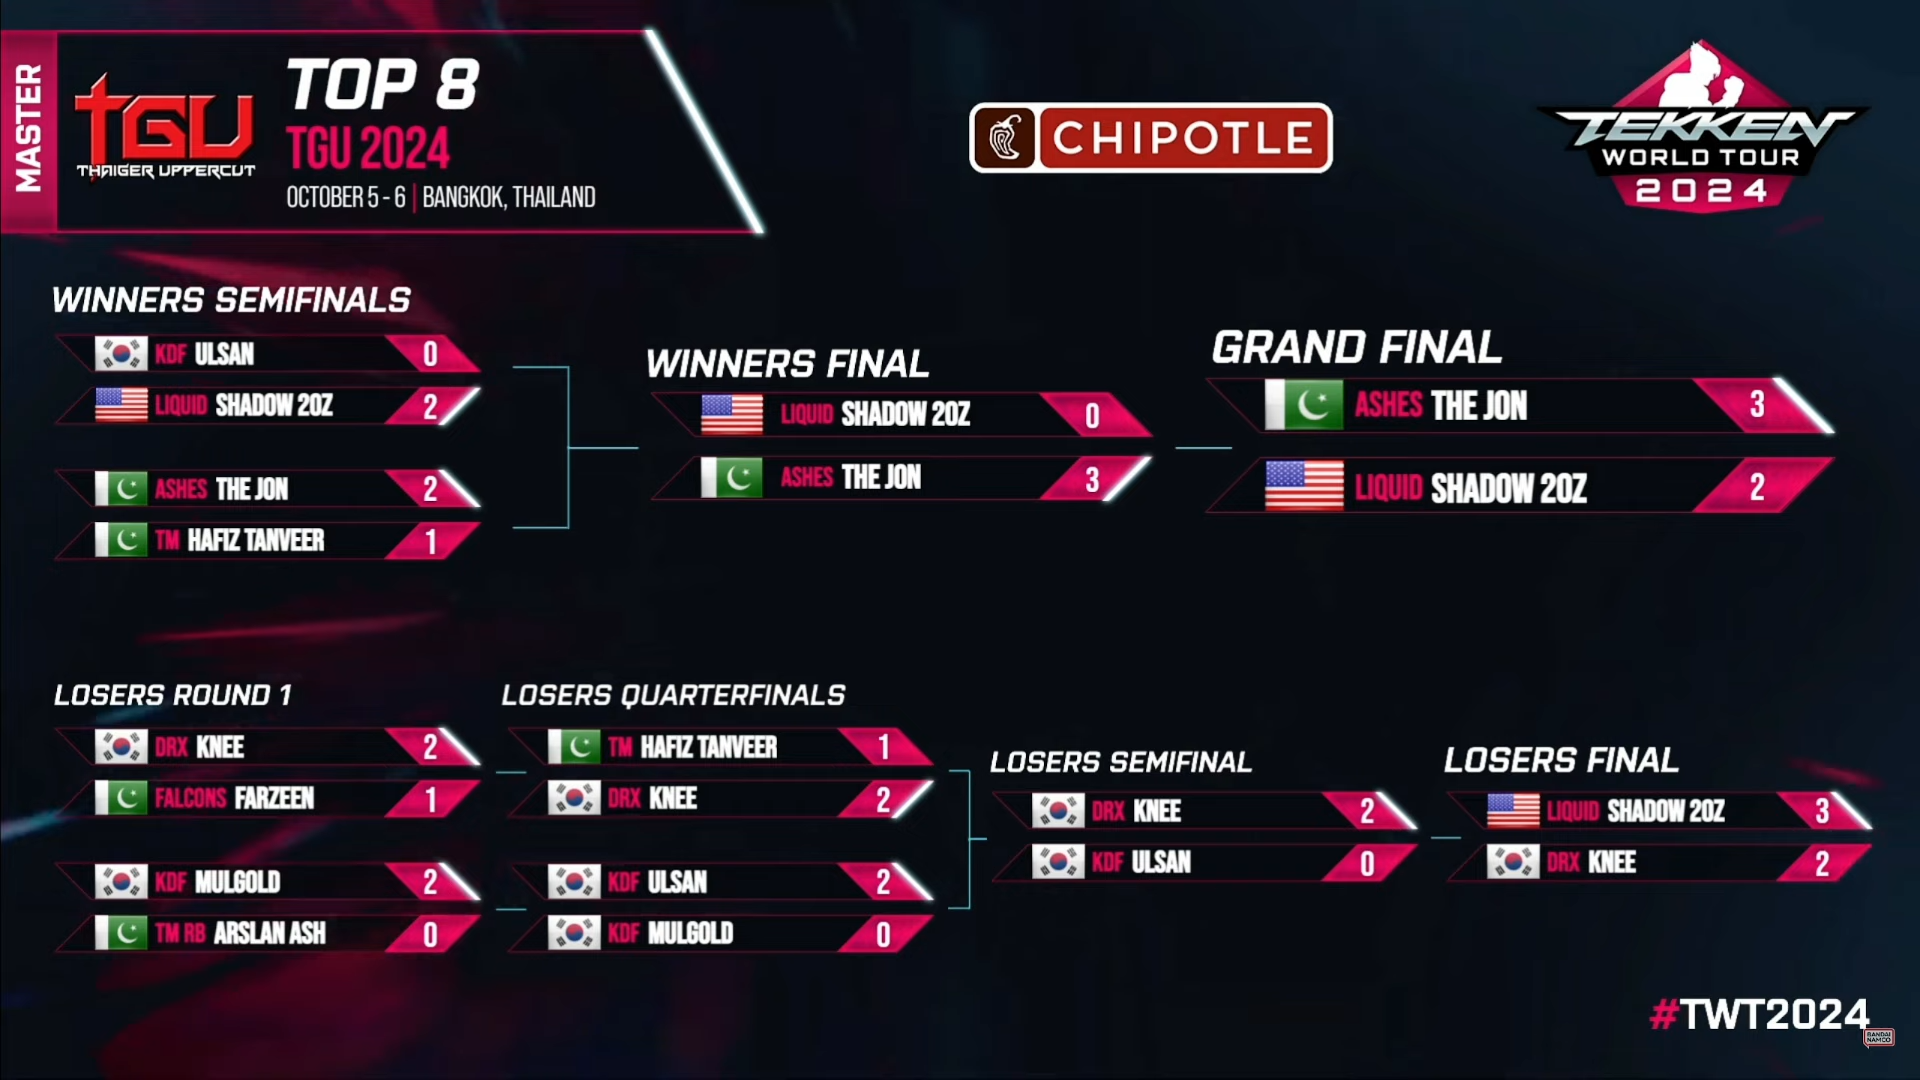 MASTER
TGU
THAIGER UPPERCUT
TOP 8
TGU 2024
OCTOBER 5 - 6 | BANGKOK, THAILAND
CHIPOTLE
TEKKEN
WORLD TOUR
2024
WINNERS SEMIFINALS
KDF ULSAN 0
LIQUID SHADOW 20Z 2
ASHES THE JON 2
TM HAFIZ TANVEER 1
WINNERS FINAL
LIQUID SHADOW 20Z 0
ASHES THE JON 3
GRAND FINAL
ASHES THE JON 3
LIQUID SHADOW 20Z 2
LOSERS ROUND 1
DRX KNEE 2
FALCONS FARZEEN 1
KDF MULGOLD 2
TM RB ARSLAN ASH 0
LOSERS QUARTERFINALS
TM HAFIZ TANVEER 1
DRX KNEE 2
KDF ULSAN 2
KDF MULGOLD 0
LOSERS SEMIFINAL
DRX KNEE 2
KDF ULSAN 0
LOSERS FINAL
LIQUID SHADOW 20Z 3
DRX KNEE 2
#TWT2024
BANDAI
NAMCO